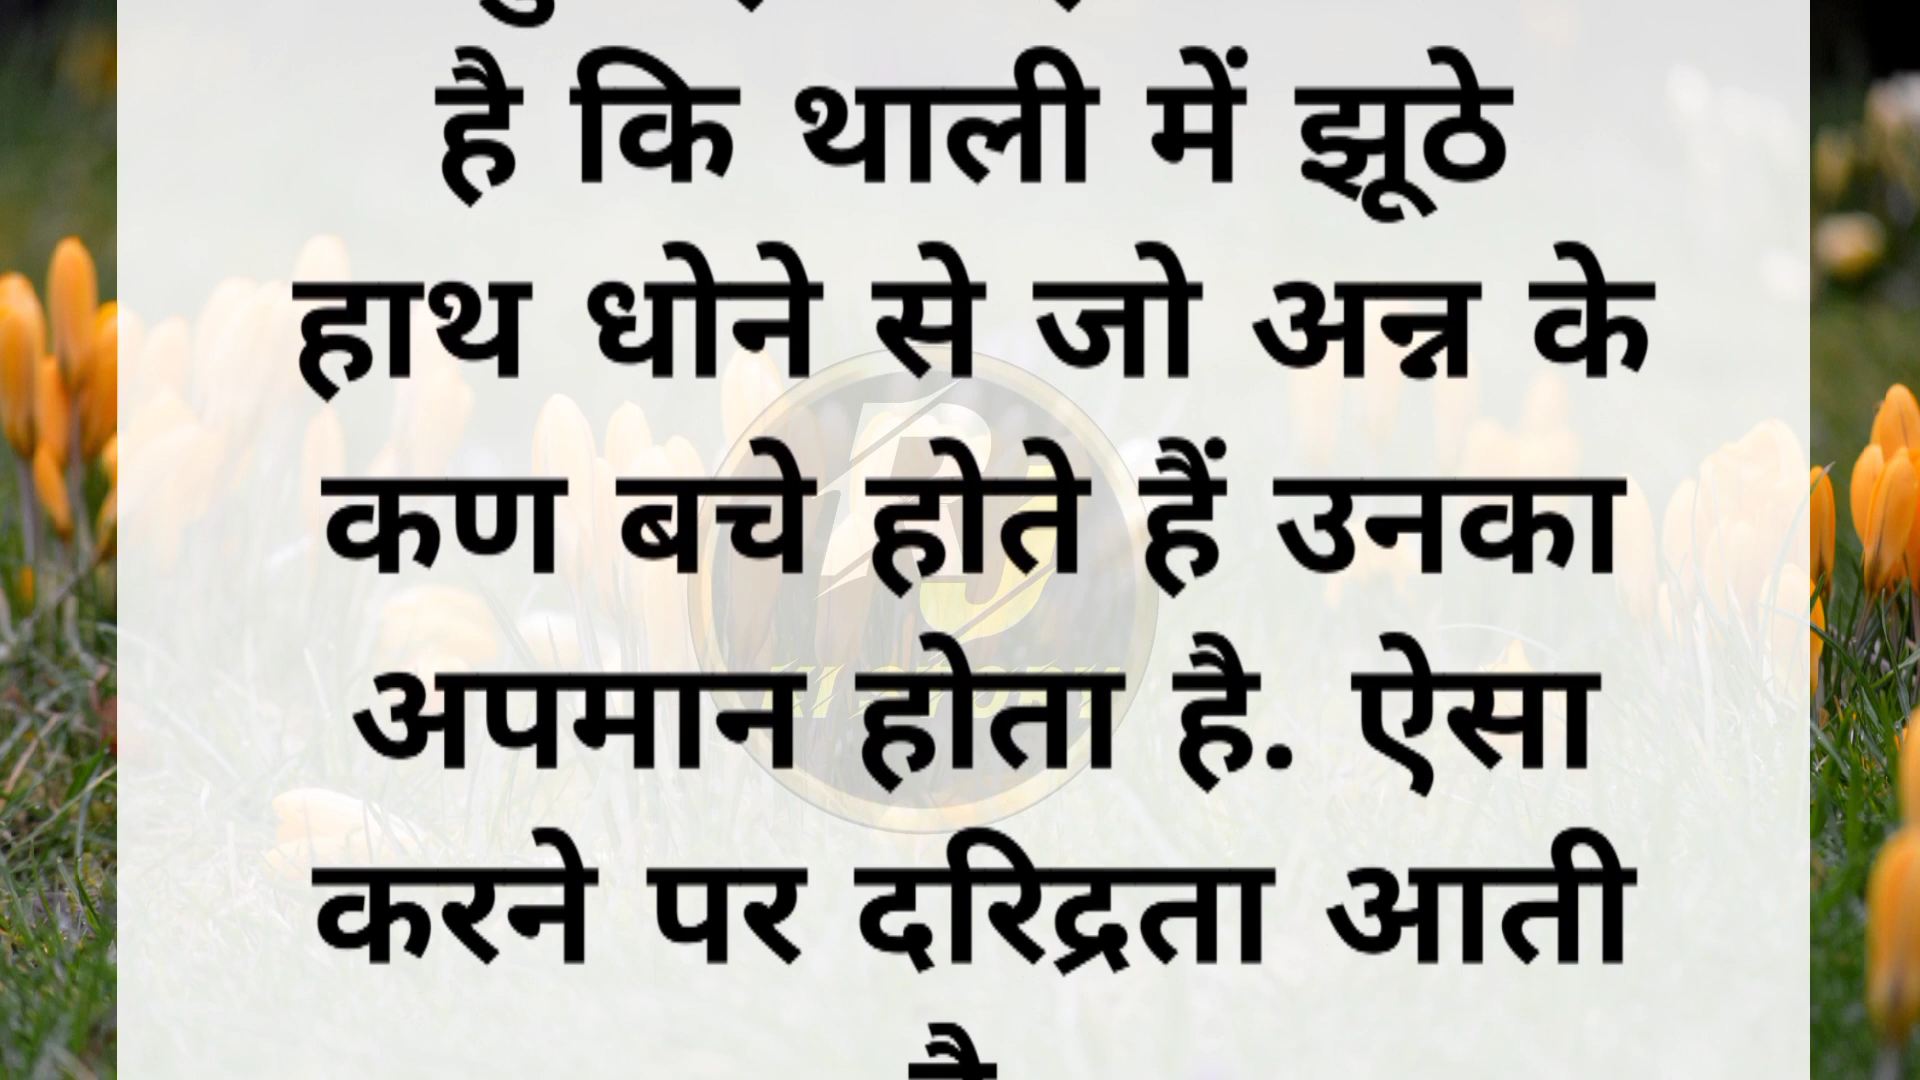 है कि थाली में झूठे
हाथ धोने से जो अन्न के
कण बचे होते हैं उनका
अपमान होता है. ऐसा
करने पर दरिद्रता आती